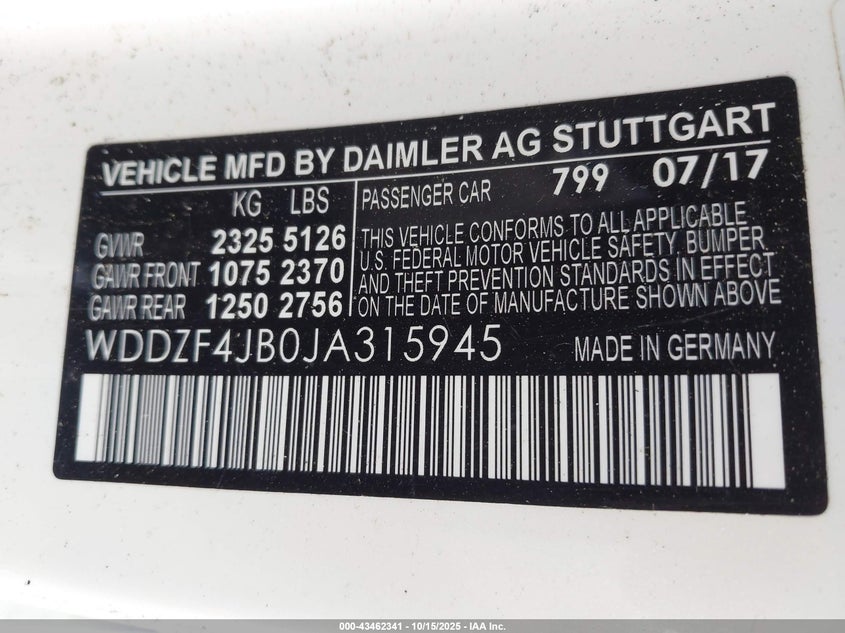 VEHICLE MFD BY DAIMLER AG STUTTGART
KG LBS
GVWR 2325 5126
GAWR FRONT 1075 2370
GAWR REAR 1250 2756
PASSENGER CAR 799 07/17
THIS VEHICLE CONFORMS TO ALL APPLICABLE
U.S. FEDERAL MOTOR VEHICLE SAFETY BUMPER
AND THEFT PREVENTION STANDARDS IN EFFECT
ON THE DATE OF MANUFACTURE SHOWN ABOVE
WDDZF4JB0JA315945 MADE IN GERMANY
000-43462341 - 10/15/2025 - IAA Inc.